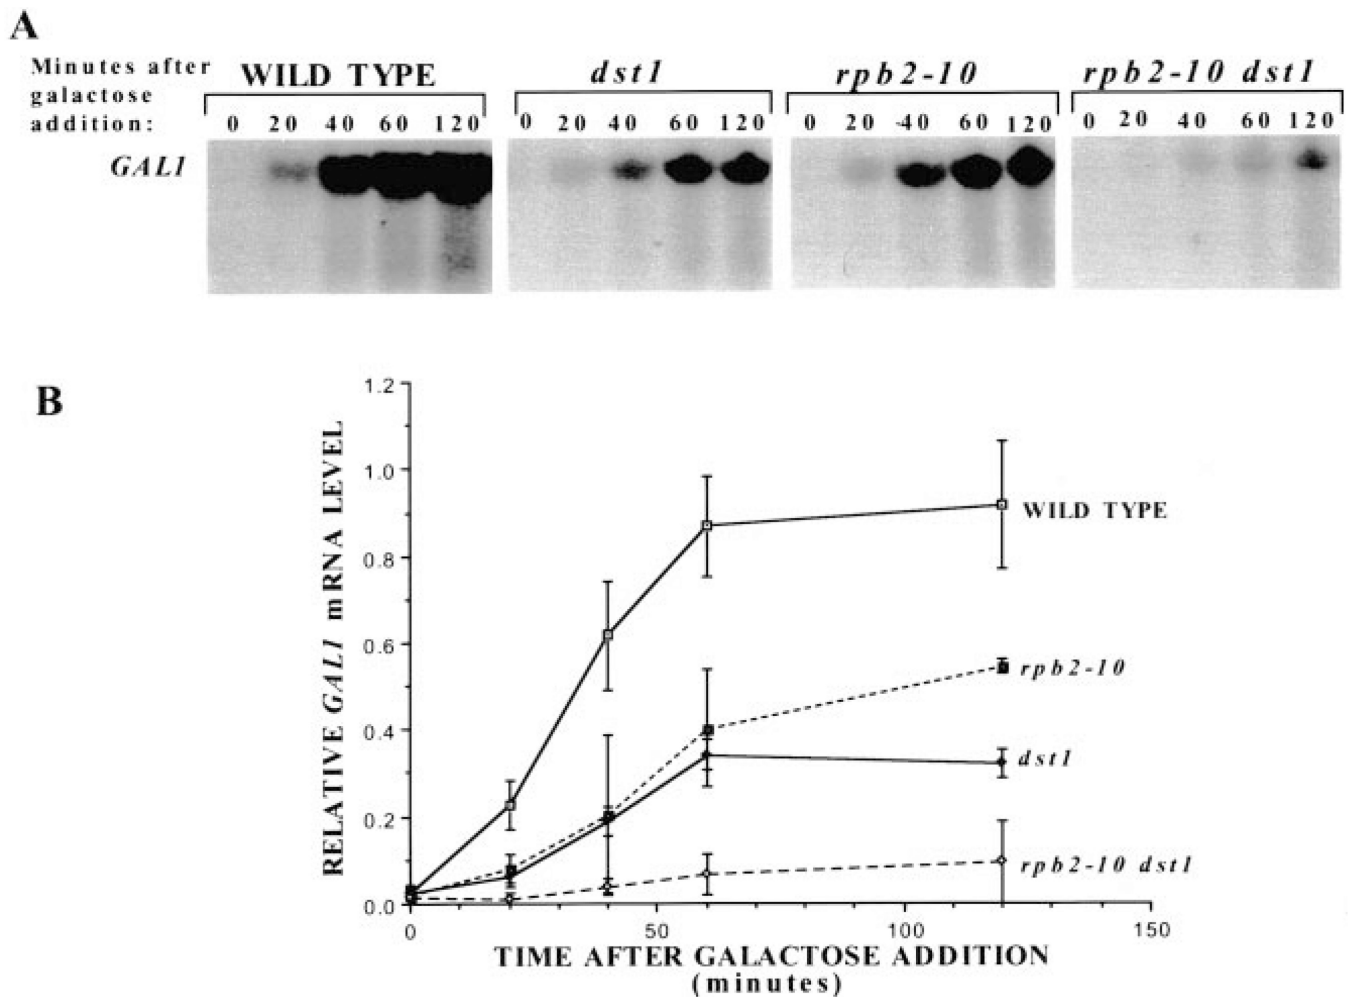 A
Minutes after galactose addition:
WILD TYPE
dst1
rpb2-10
rpb2-10 dst1
0 20 40 60 120
0 20 40 60 120
0 20 40 60 120
0 20 40 60 120
GAL1
B
RELATIVE GAL1 mRNA LEVEL
1.2
1.0
0.8
0.6
0.4
0.2
0.0
WILD TYPE
rpb2-10
dst1
rpb2-10 dst1
0 50 100 150
TIME AFTER GALACTOSE ADDITION
(minutes)